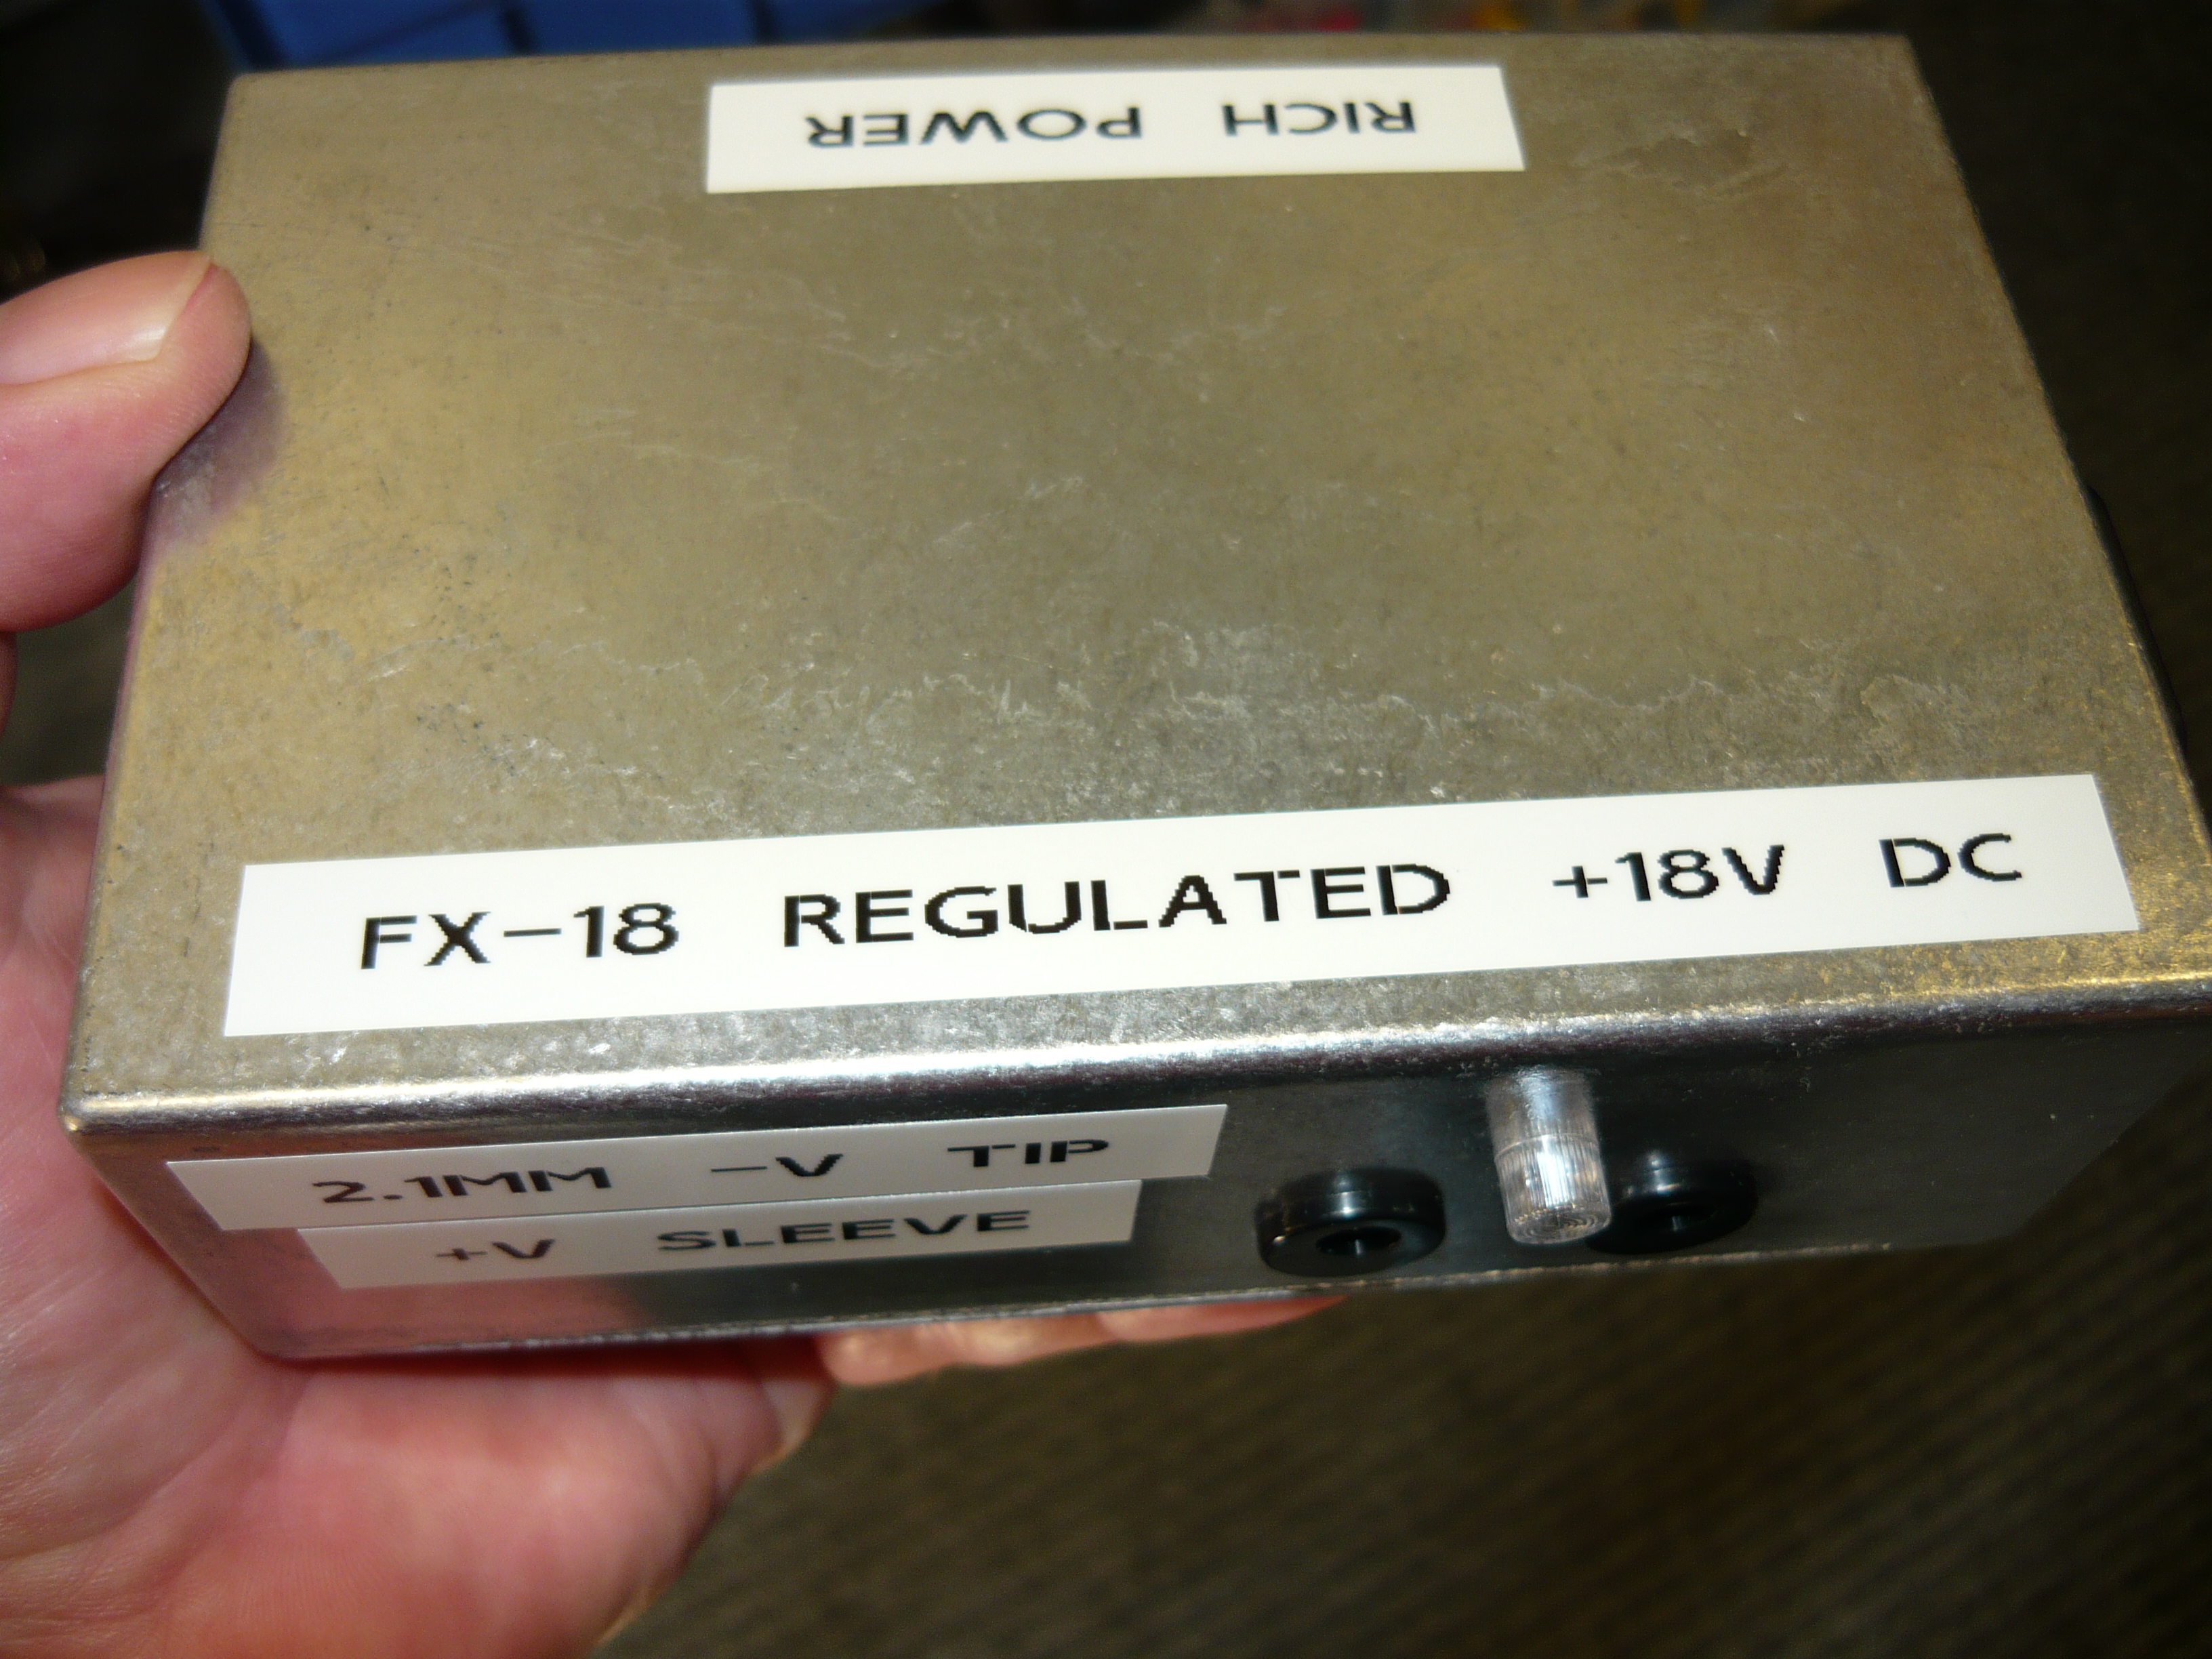 RICH POWER
FX-18 REGULATED +18V DC
2.1MM -V TIP
+V SLEEVE